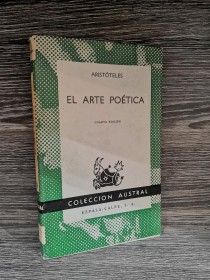 ARISTÓTELES
EL ARTE POÉTICA
COLECCION AUSTRAL
ESPASA-CALPE, S. A.